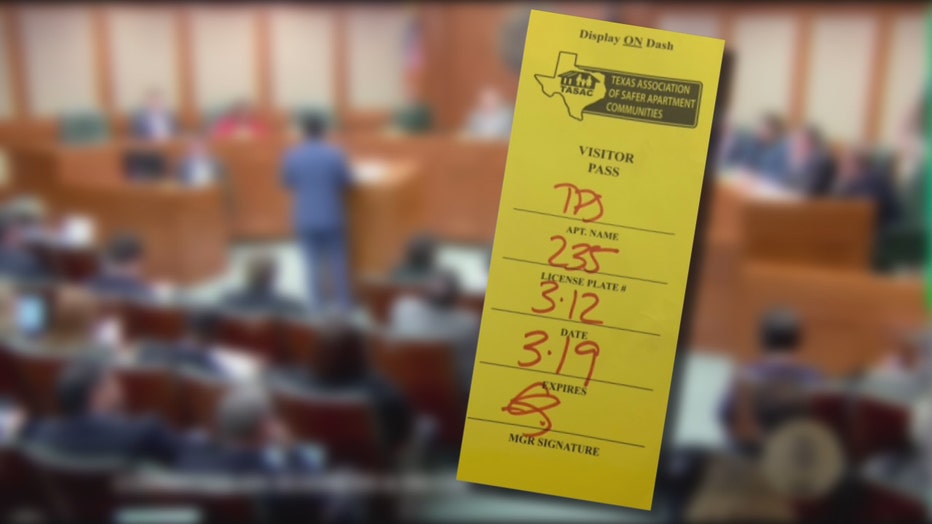 Display ON Dash
TASAC
TEXAS ASSOCIATION
OF SAFER APARTMENT
COMMUNITIES
VISITOR
PASS
TPS
APT. NAME
235
LICENSE PLATE #
3.12
DATE
3.19
EXPIRES
MGR SIGNATURE